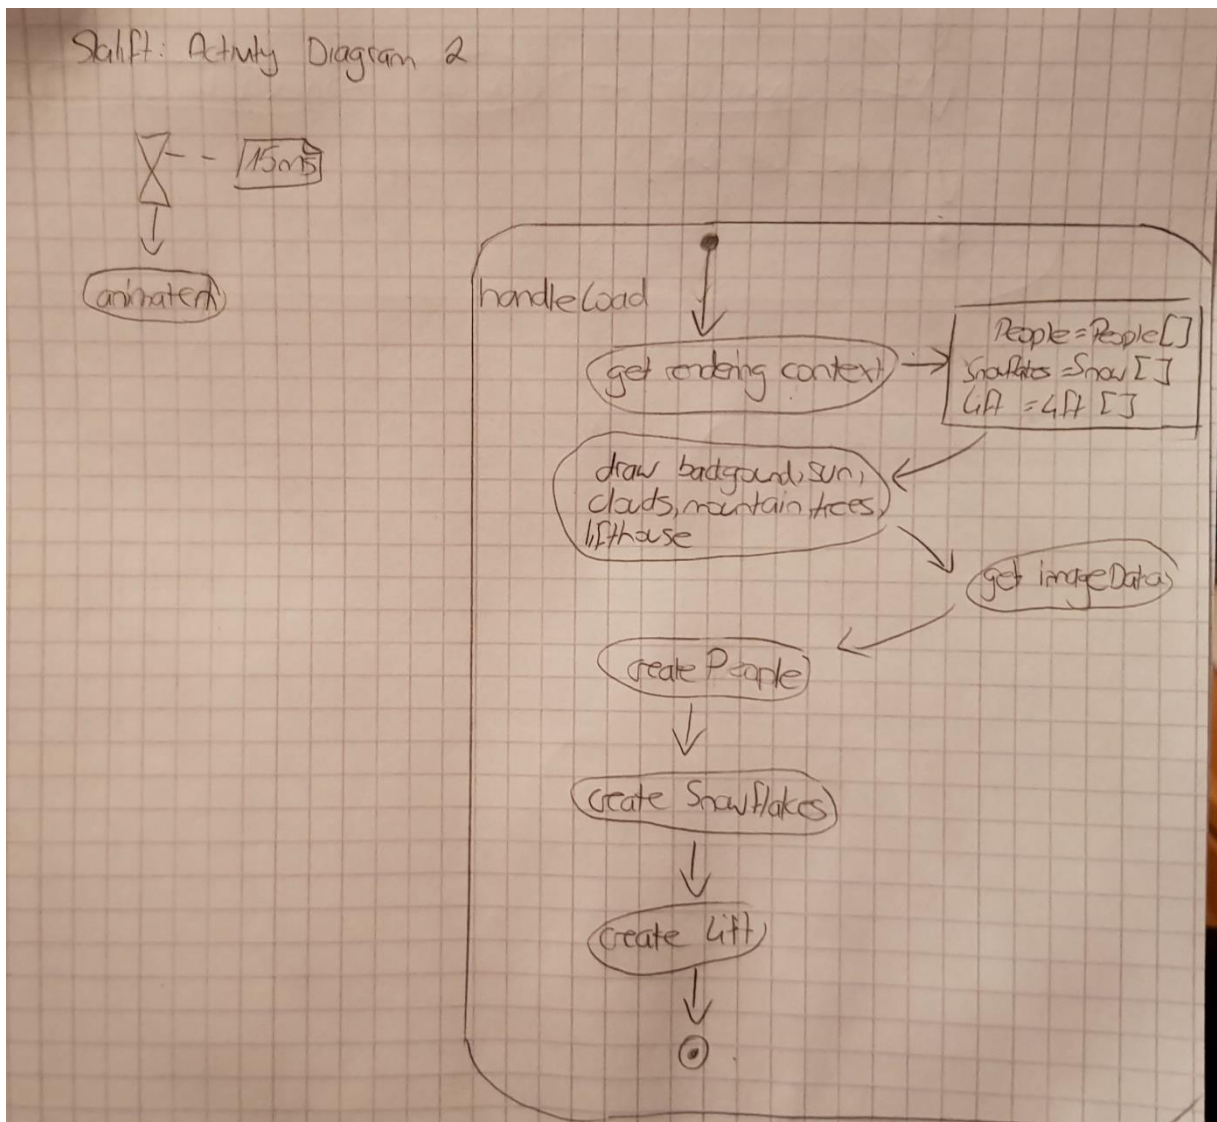 Skilift: Activity Diagram 2
15ms
handleLoad
get rendering context
People = People[]
Snowflakes = Snow []
Lift = Lift []
draw background, sun,
clouds, mountain, trees,
lifthouse
get imageData
create People
create Snowflakes
create Lift